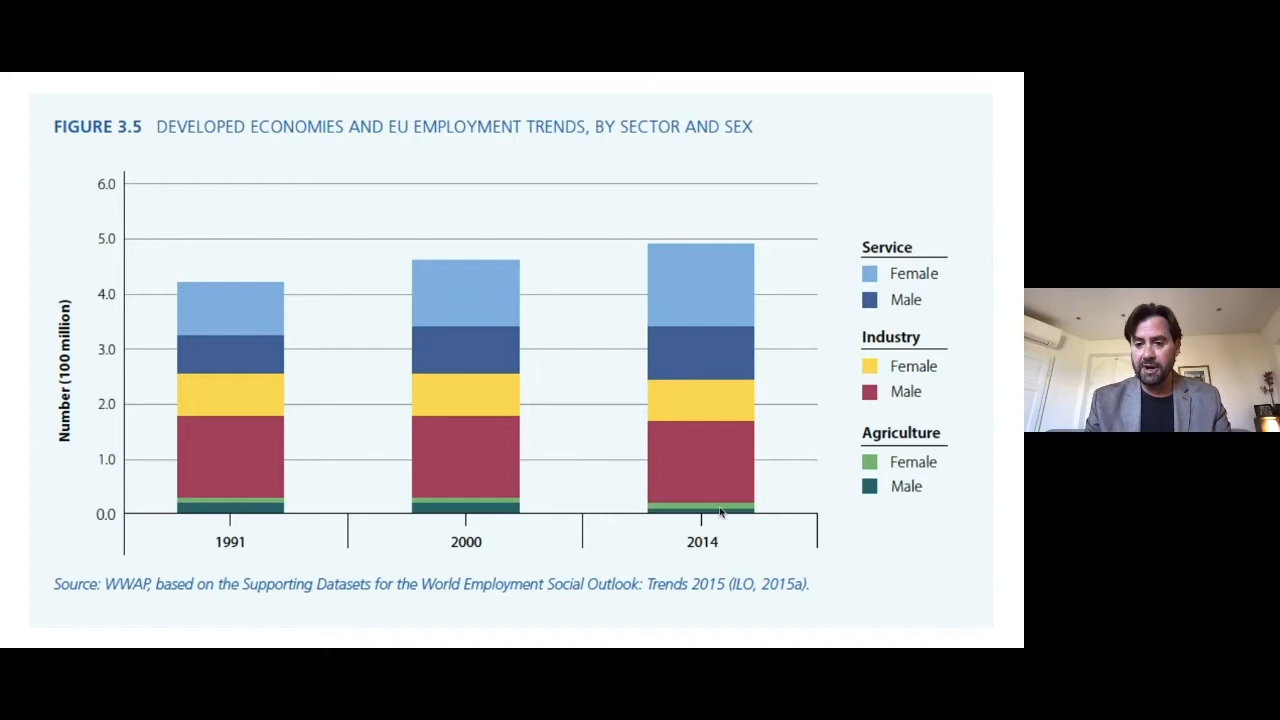 FIGURE 3.5 DEVELOPED ECONOMIES AND EU EMPLOYMENT TRENDS, BY SECTOR AND SEX
Number (100 million)
6.0
5.0
4.0
3.0
2.0
1.0
0.0
1991
2000
2014
Service
Female
Male
Industry
Female
Male
Agriculture
Female
Male
Source: WWAP, based on the Supporting Datasets for the World Employment Social Outlook: Trends 2015 (ILO, 2015a).